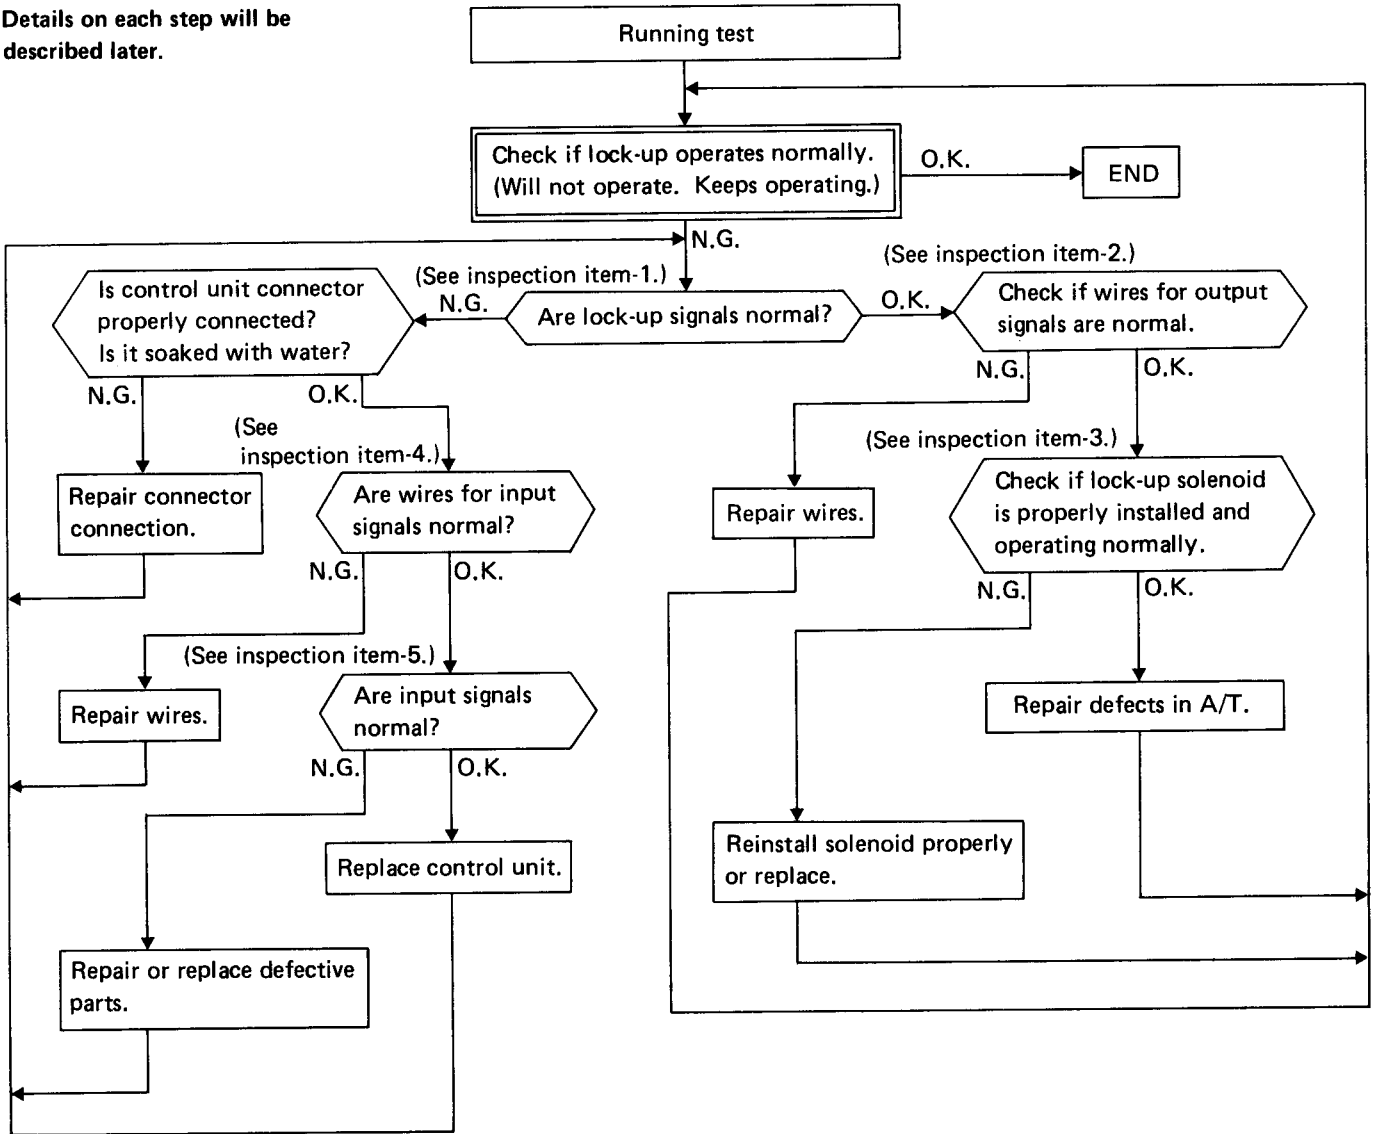 Details on each step will be
described later.
Running test
Check if lock-up operates normally.
(Will not operate. Keeps operating.)
O.K.
END
N.G.
(See inspection item-1.)
Are lock-up signals normal?
N.G.
O.K.
Is control unit connector
properly connected?
Is it soaked with water?
N.G.
O.K.
Repair connector
connection.
(See
inspection item-4.)
Are wires for input
signals normal?
N.G.
O.K.
Repair wires.
(See inspection item-5.)
Are input signals
normal?
N.G.
O.K.
Repair or replace defective
parts.
Replace control unit.
(See inspection item-2.)
Check if wires for output
signals are normal.
N.G.
O.K.
Repair wires.
(See inspection item-3.)
Check if lock-up solenoid
is properly installed and
operating normally.
N.G.
O.K.
Reinstall solenoid properly
or replace.
Repair defects in A/T.